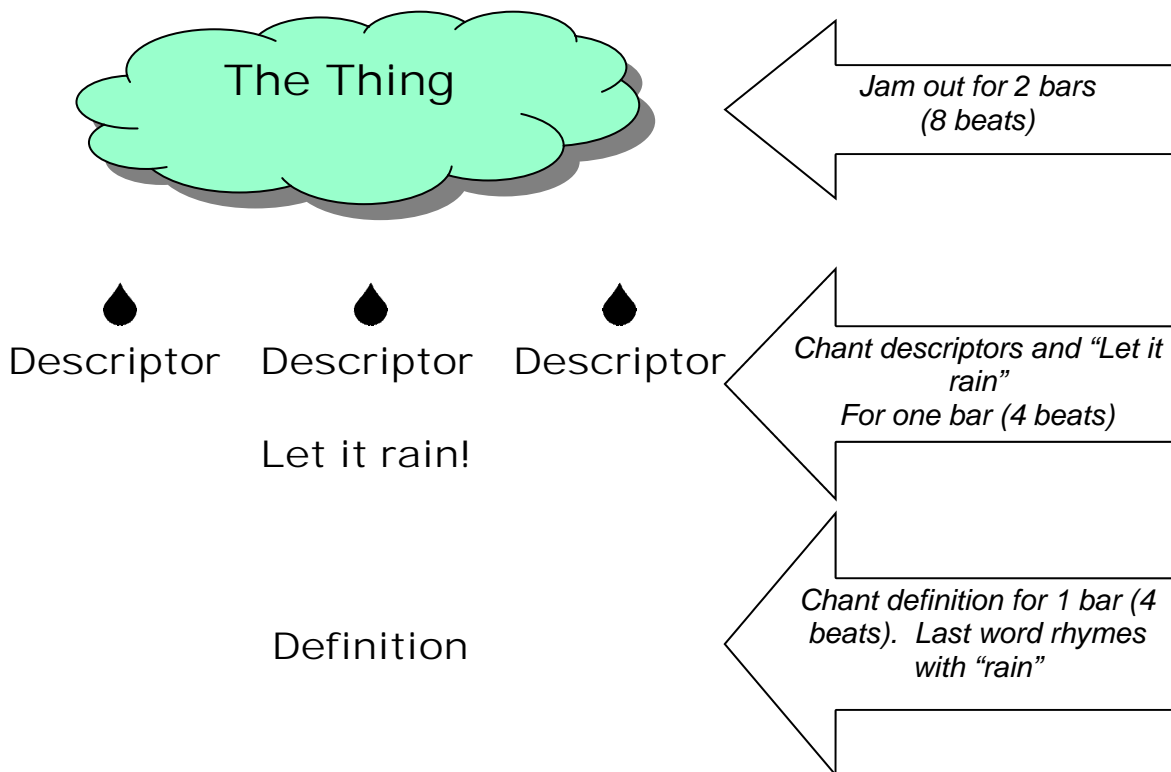 The Thing
Jam out for 2 bars
(8 beats)
Descriptor Descriptor Descriptor
Let it rain!
Chant descriptors and “Let it
rain”
For one bar (4 beats)
Definition
Chant definition for 1 bar (4
beats).  Last word rhymes
with “rain”